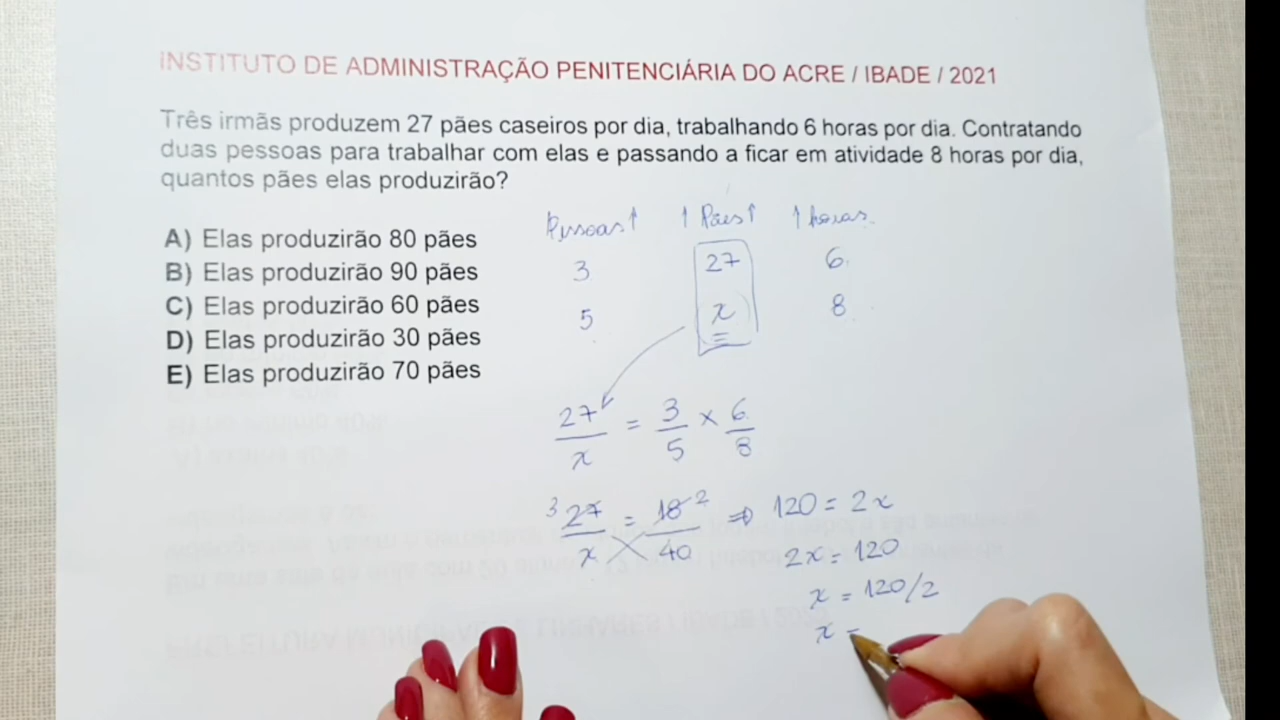 INSTITUTO DE ADMINISTRAÇÃO PENITENCIÁRIA DO ACRE / IBADE / 2021
Três irmãs produzem 27 pães caseiros por dia, trabalhando 6 horas por dia. Contratando
duas pessoas para trabalhar com elas e passando a ficar em atividade 8 horas por dia,
quantos pães elas produzirão?
A) Elas produzirão 80 pães
B) Elas produzirão 90 pães
C) Elas produzirão 60 pães
D) Elas produzirão 30 pães
E) Elas produzirão 70 pães
Pessoas ↑ ↑ Pães ↑ ↑ horas
3 27 6
5 x 8
27/x = 3/5 × 6/8
3 27/x = 18 2/40 ⇒ 120 = 2x
2x = 120
x = 120/2
x =